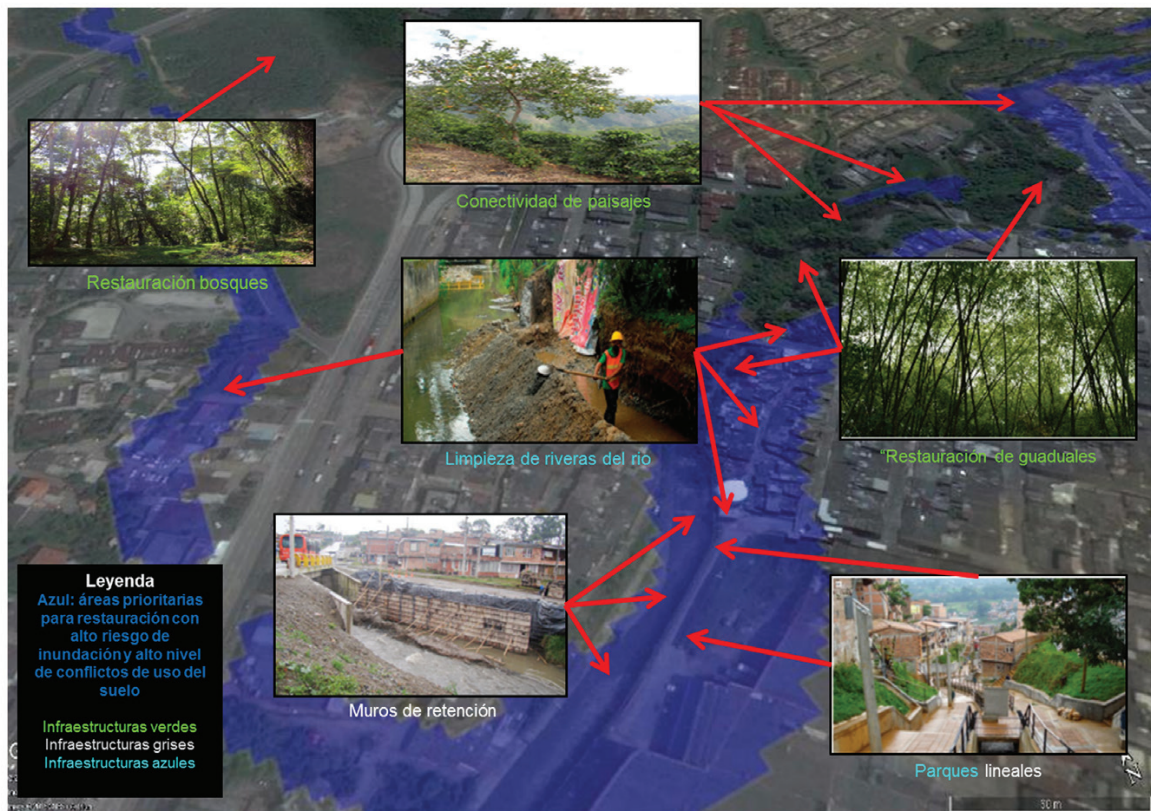 Conectividad de paisajes
Restauración bosques
Limpieza de riveras del río
“Restauración de guaduales
Leyenda
Azul: áreas prioritarias
para restauración con
alto riesgo de
inundación y alto nivel
de conflictos de uso del
suelo
Infraestructuras verdes
Infraestructuras grises
Infraestructuras azules
Muros de retención
Parques lineales
N
30 m